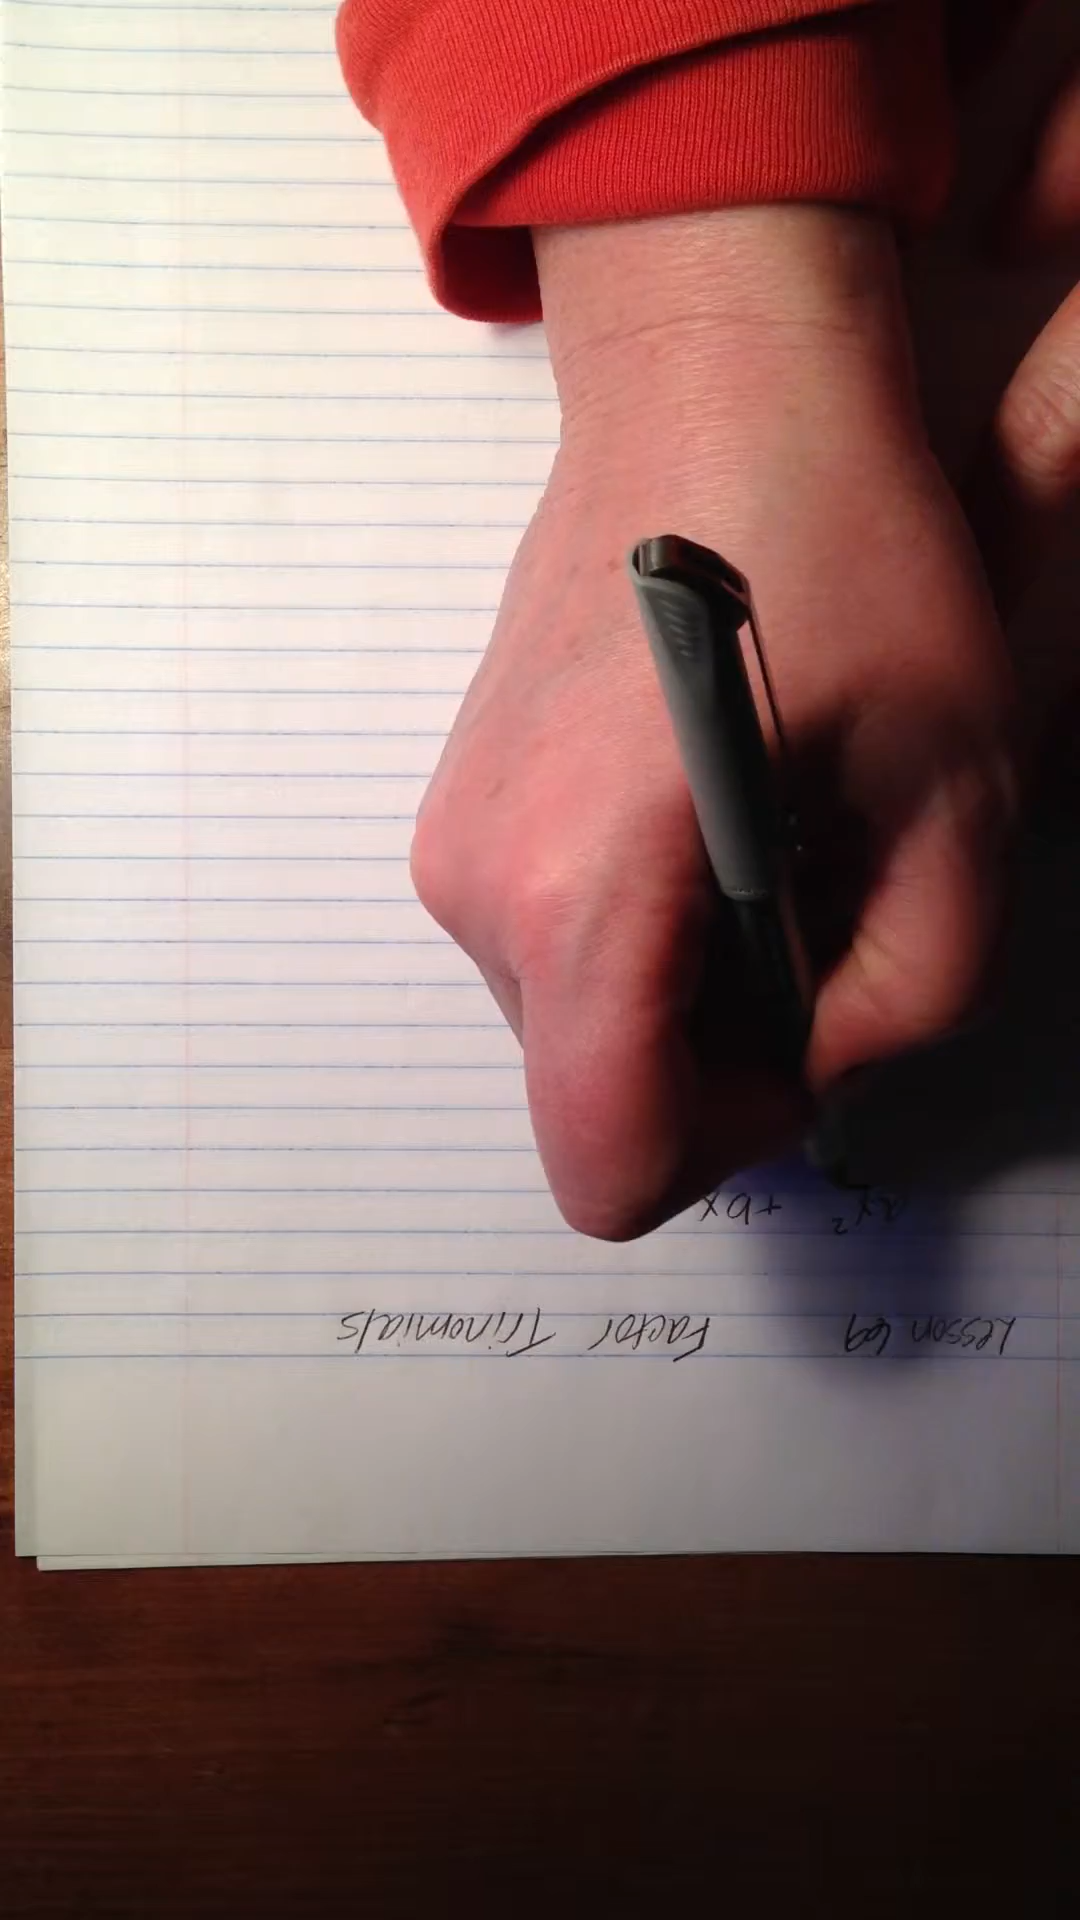 Lesson 69 Factor Trinomials
ax² + bx